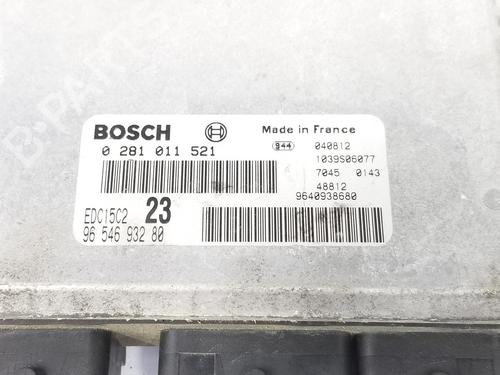 B-PARTS
BOSCH Made in France
0 281 011 521 944 040812
1039S06077
7045 0143
48812
9640938680
EDC15C2 23
96 546 932 80